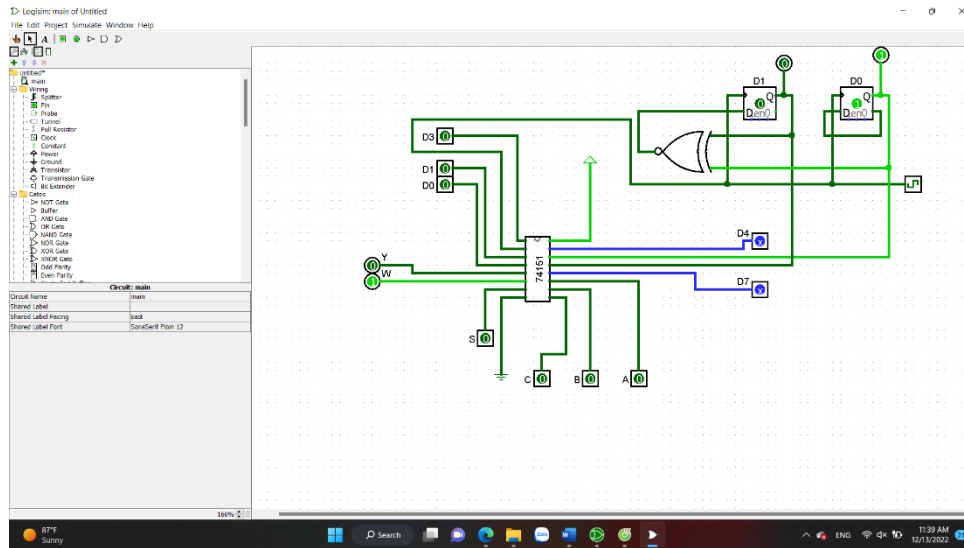 Logisim: main of Untitled
File Edit Project Simulate Window Help
A
Untitled*
main
Wiring
Splitter
Pin
Probe
Tunnel
Pull Resistor
Clock
Constant
Power
Ground
Transistor
Transmission Gate
Bit Extender
Gates
NOT Gate
Buffer
AND Gate
OR Gate
NAND Gate
NOR Gate
XOR Gate
XNOR Gate
Odd Parity
Even Parity
Circuit: main
Circuit Name main
Shared Label
Shared Label Facing East
Shared Label Font SansSerif Plain 12
160%
0 1
D1 D0
Q Q
0 1
D en0 D en0
D3 0
D1 0
D0 0
D4 x
Y 0
W 1
74151
D7 x
S 0
C 0 B 0 A 0
87°F
Sunny
Search
Zalo
ENG
11:39 AM
12/13/2022